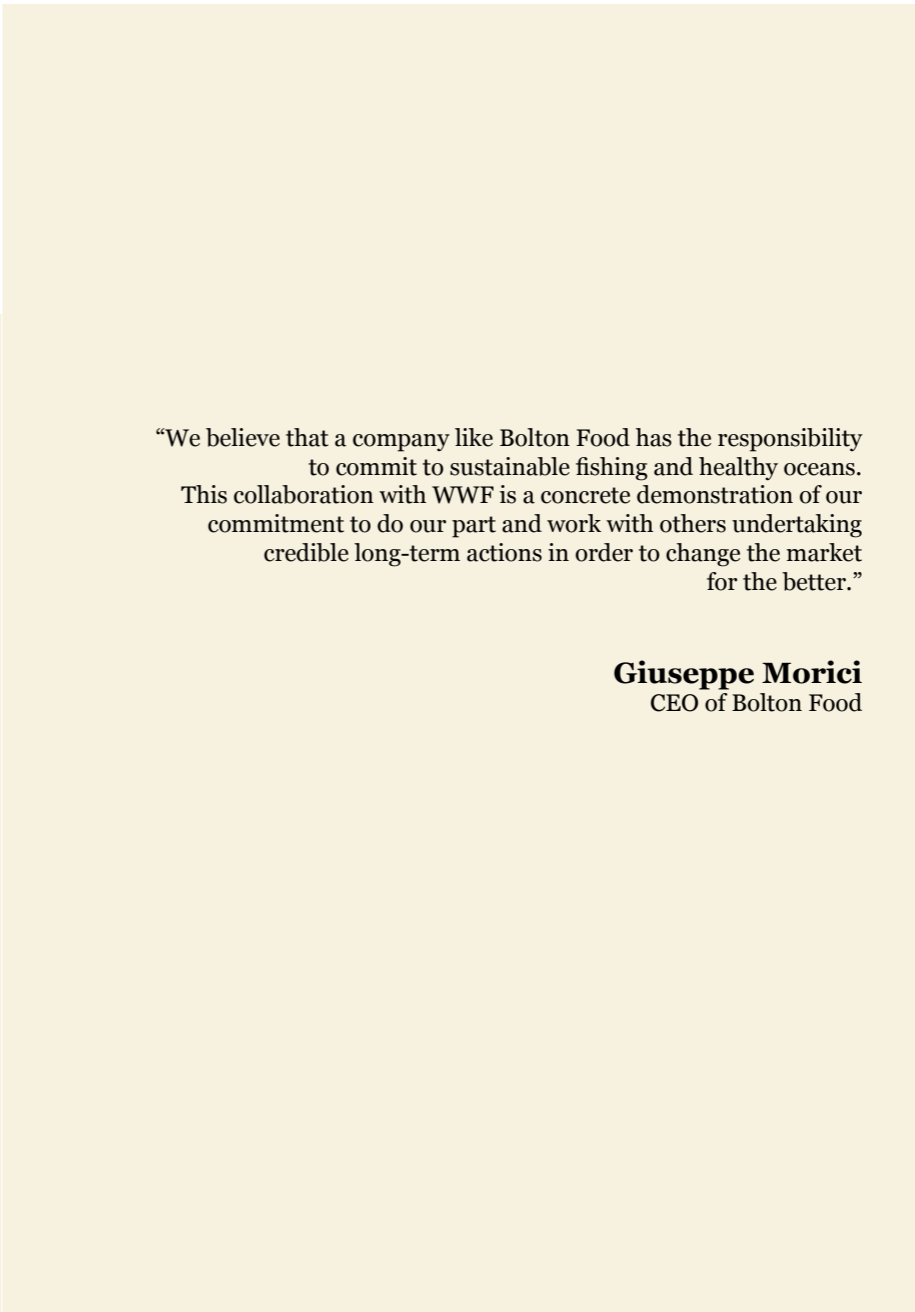 “We believe that a company like Bolton Food has the responsibility
to commit to sustainable fishing and healthy oceans.
This collaboration with WWF is a concrete demonstration of our
commitment to do our part and work with others undertaking
credible long-term actions in order to change the market
for the better.”
Giuseppe Morici
CEO of Bolton Food